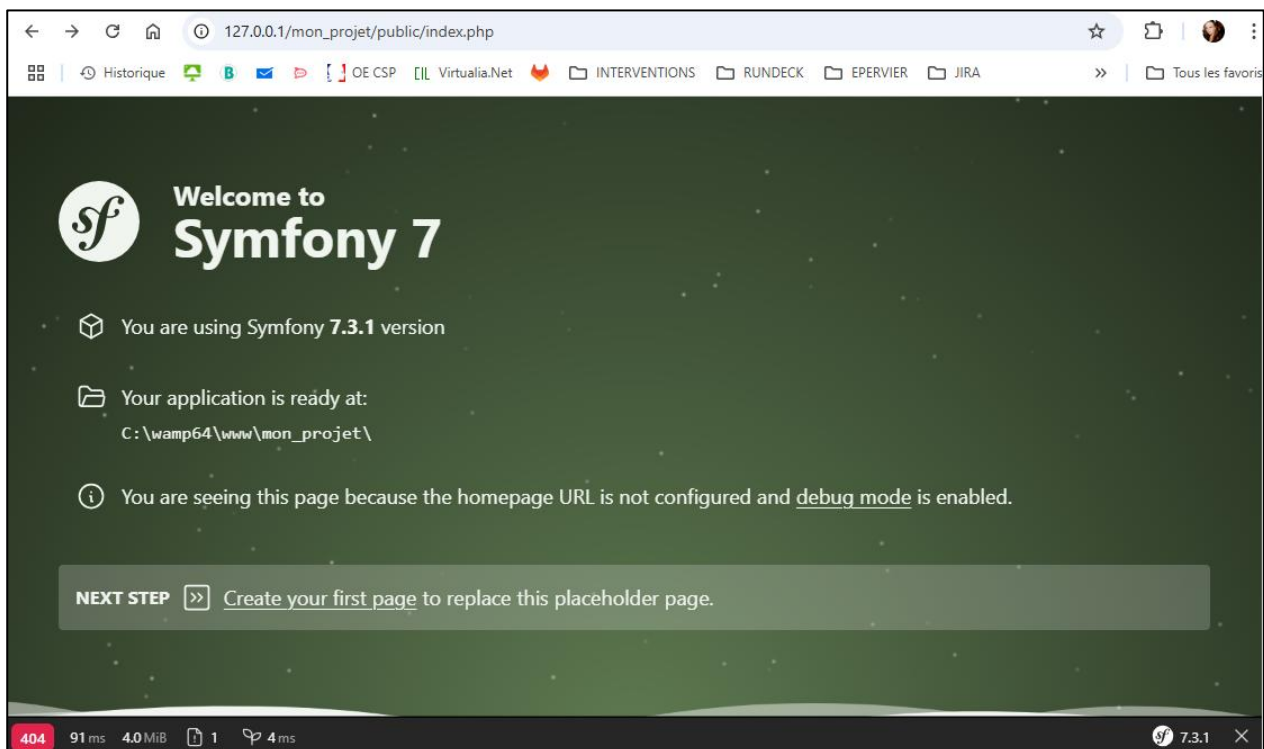 127.0.0.1/mon_projet/public/index.php
Historique B OE CSP Virtualia.Net INTERVENTIONS RUNDECK EPERVIER JIRA » Tous les favoris
sf Welcome to
Symfony 7
You are using Symfony 7.3.1 version
Your application is ready at:
C:\wamp64\www\mon_projet\
You are seeing this page because the homepage URL is not configured and debug mode is enabled.
NEXT STEP Create your first page to replace this placeholder page.
404 91 ms 4.0 MiB 1 4 ms sf 7.3.1